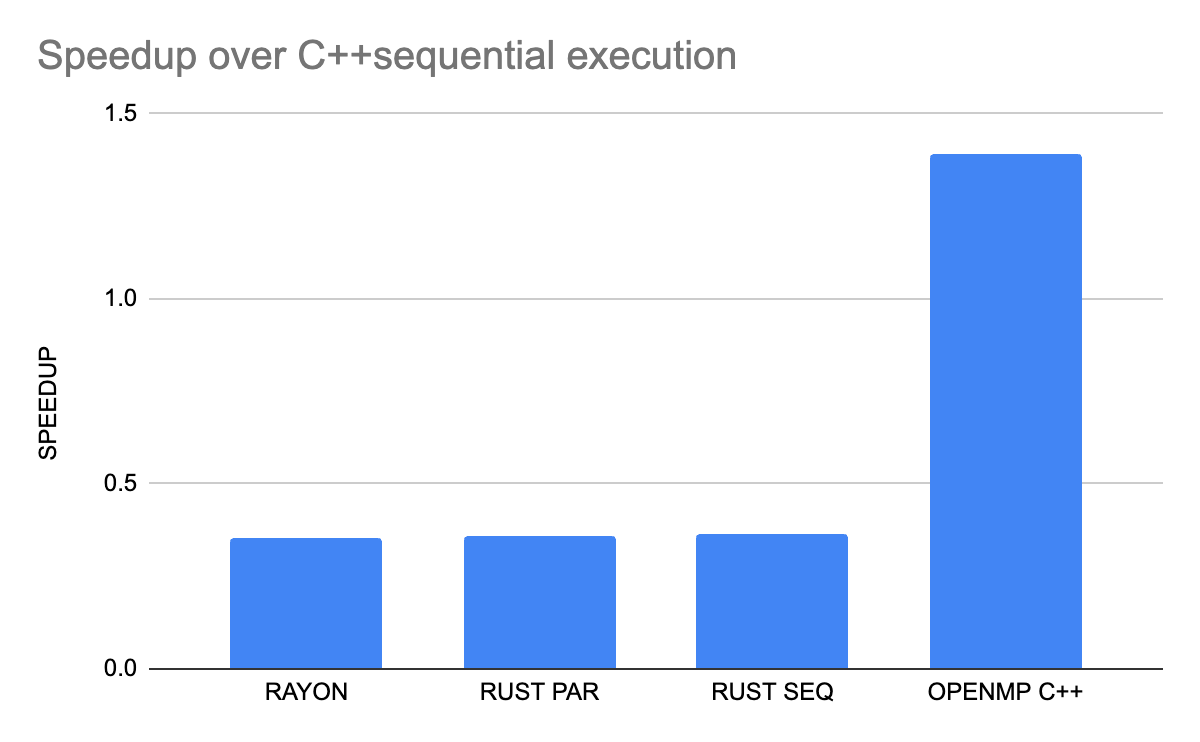 Speedup over C++sequential execution
1.5
1.0
0.5
0.0
SPEEDUP
RAYON
RUST PAR
RUST SEQ
OPENMP C++